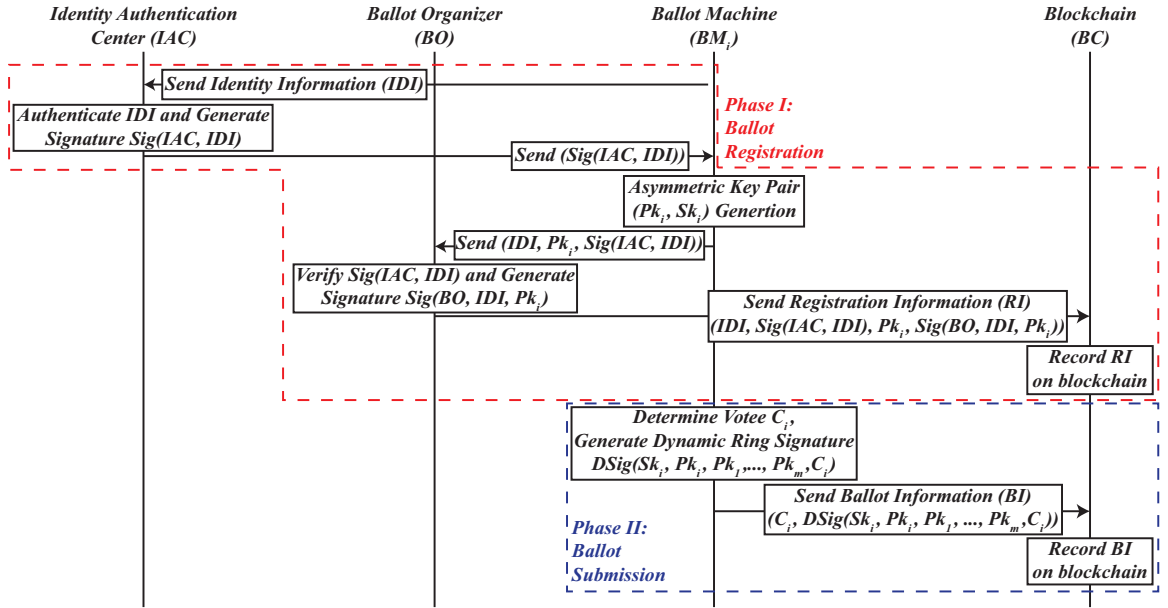 Identity Authentication
Center (IAC)
Ballot Organizer
(BO)
Ballot Machine
(BMi)
Blockchain
(BC)
Send Identity Information (IDI)
Authenticate IDI and Generate
Signature Sig(IAC, IDI)
Phase I:
Ballot
Registration
Send (Sig(IAC, IDI))
Asymmetric Key Pair
(Pki, Ski) Genertion
Send (IDI, Pki, Sig(IAC, IDI))
Verify Sig(IAC, IDI) and Generate
Signature Sig(BO, IDI, Pki)
Send Registration Information (RI)
(IDI, Sig(IAC, IDI), Pki, Sig(BO, IDI, Pki))
Record RI
on blockchain
Determine Votee Ci,
Generate Dynamic Ring Signature
DSig(Ski, Pki, Pk1,..., Pkm,Ci)
Send Ballot Information (BI)
(Ci, DSig(Ski, Pki, Pk1, ..., Pkm,Ci))
Phase II:
Ballot
Submission
Record BI
on blockchain